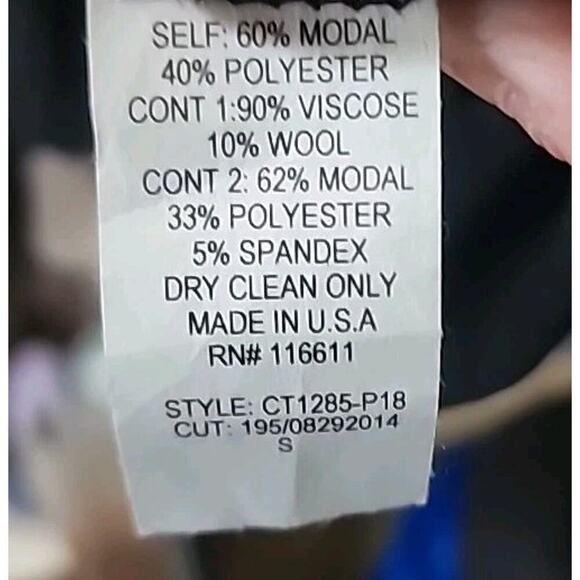 SELF: 60% MODAL
40% POLYESTER
CONT 1:90% VISCOSE
10% WOOL
CONT 2: 62% MODAL
33% POLYESTER
5% SPANDEX
DRY CLEAN ONLY
MADE IN U.S.A
RN# 116611
STYLE: CT1285-P18
CUT: 195/08292014
S